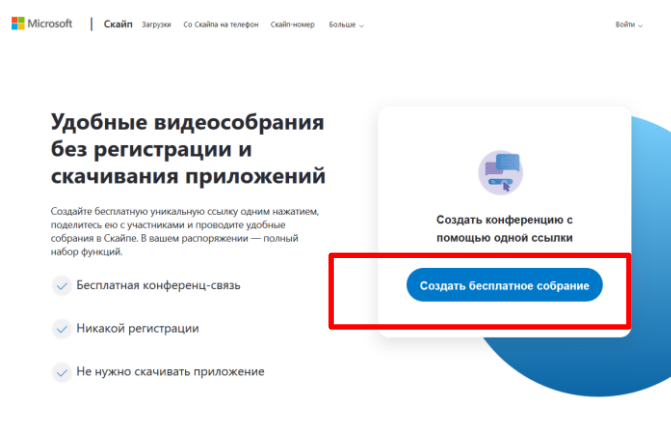 Microsoft | Скайп Загрузки Со Скайпа на телефон Скайп-номер Больше Войти
Удобные видеособрания
без регистрации и
скачивания приложений
Создайте бесплатную уникальную ссылку одним нажатием,
поделитесь ею с участниками и проводите удобные
собрания в Скайпе. В вашем распоряжении — полный
набор функций.
Бесплатная конференц-связь
Никакой регистрации
Не нужно скачивать приложение
Создать конференцию с
помощью одной ссылки
Создать бесплатное собрание